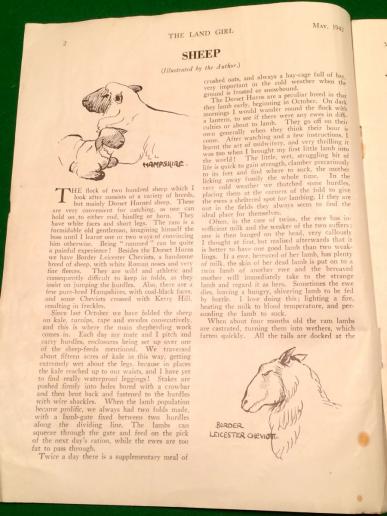 2
THE LAND GIRL
MAY, 194
SHEEP
(Illustrated by the Author.)
HAMPSHIRE.
THE flock of two hundred sheep which I
look after consists of a variety of breeds,
but mainly Dorset Horned sheep. These
are very convenient for catching, as one can
hold on to either rod, hindleg or horn. They
have white faces and short legs. The ram is a
formidable old gentleman, imagining himself the
boss until I learnt one or two ways of convincing
him otherwise. Being "rammed" can be quite
a painful experience! Besides the Dorset Horns
we have Border Leicester Cheviots, a handsome
breed of sheep, with white Roman noses and very
fine fleeces. They are wild and athletic and
consequently difficult to keep in folds, as they
insist on jumping the hurdles. Also, there are a
few pure-bred Hampshires, with coal-black faces,
and some Cheviots crossed with Kerry Hill,
resulting in freckles.
Since last October we have folded the sheep
on kale, turnips, rape and swedes consecutively,
and this is where the main shepherding work
comes in. Each day my mate and I pitch and
carry hurdles, enclosures being set up over one
of the sheep-feeds mentioned. We traversed
about fifteen acres of kale in this way, getting
extremely wet about the legs, because in places
the kale reached up to our waists, and I have yet
to find really waterproof leggings! Stakes are
pushed firmly into holes bored with a crowbar
and then bent back and fastened to the hurdles
with wire shackles. When the lamb population
became prolific, we always had two folds made,
with a lamb-gate fixed between two hurdles
along the dividing line. The lambs can
squeeze through the gate and feed on the pick
of the next day's ration, while the ewes are too
fat to pass through.
Twice a day there is a supplementary meal of
crushed oats, and always a hay-cage full of hay,
very important in the cold weather when the
ground is frosted or snowbound.
The Dorset Horns are a peculiar breed in that
they lamb early, beginning in October. On dark
mornings I would wander round the flock with
a lantern, to see if there were any ewes in diffi-
culties about to lamb. They go off on their
own generally when they think their hour is
come. After watching and a few instructions, I
learnt the art of midwifery, and very thrilling it
was too when I brought my first little lamb into
the world! The little, wet, struggling bit of
life is quick to gain strength, clamber precariously
to its feet and find where to suck, the mother
licking away busily the whole time. In the
very cold weather we thatched some hurdles,
placing them at the corners of the fold to give
the ewes a sheltered spot for lambing. If they are
out in the fields they always seem to find the
ideal place for themselves.
Often, in the case of twins, the ewe has in-
sufficient milk and the weaker of the two suffers;
one is then banged on the head, very callously
I thought at first, but realised afterwards that it
is better to have one good lamb than two weak-
lings. If a ewe, bereaved of her lamb, has plenty
of milk, the skin of her dead lamb is put on the
twin lamb of another ewe and the bereaved
mother will immediately take to the strange
lamb and regard it as hers. Sometimes the ewe
dies, leaving a hungry, shivering lamb to be fed
by bottle. I love doing this; lighting a fire,
heating the milk to blood temperature, and per-
suading the lamb to suck.
When about four months old the ram lambs
are castrated, turning them into wethers, which
fatten quickly. All the tails are docked at the
BORDER
LEICESTER CHEVIOT.